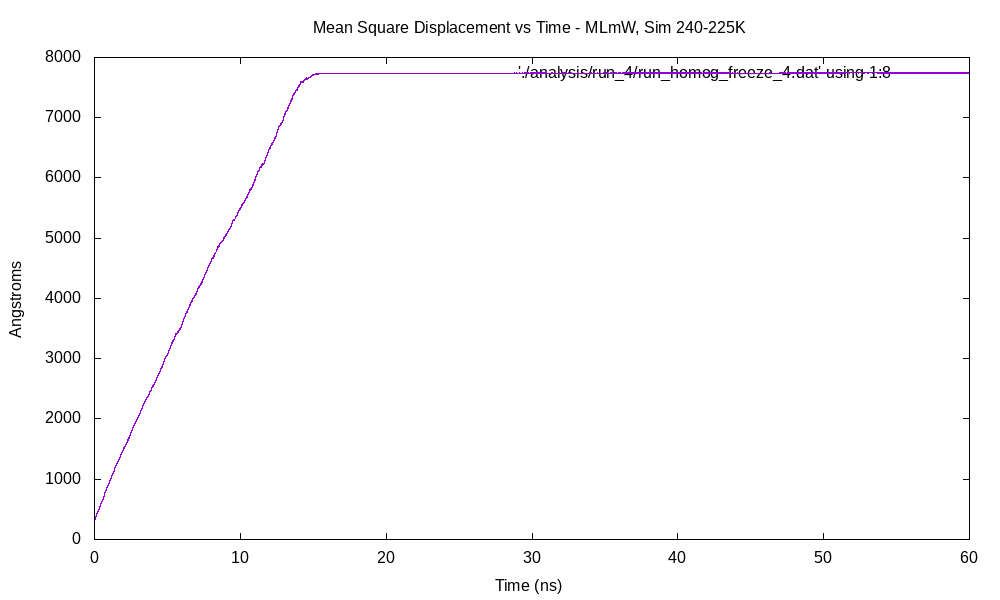 Mean Square Displacement vs Time - MLmW, Sim 240-225K
8000
7000
6000
5000
4000
3000
2000
1000
0
Angstroms
'./analysis/run_4/run_homog_freeze_4.dat' using 1:8
0 10 20 30 40 50 60
Time (ns)